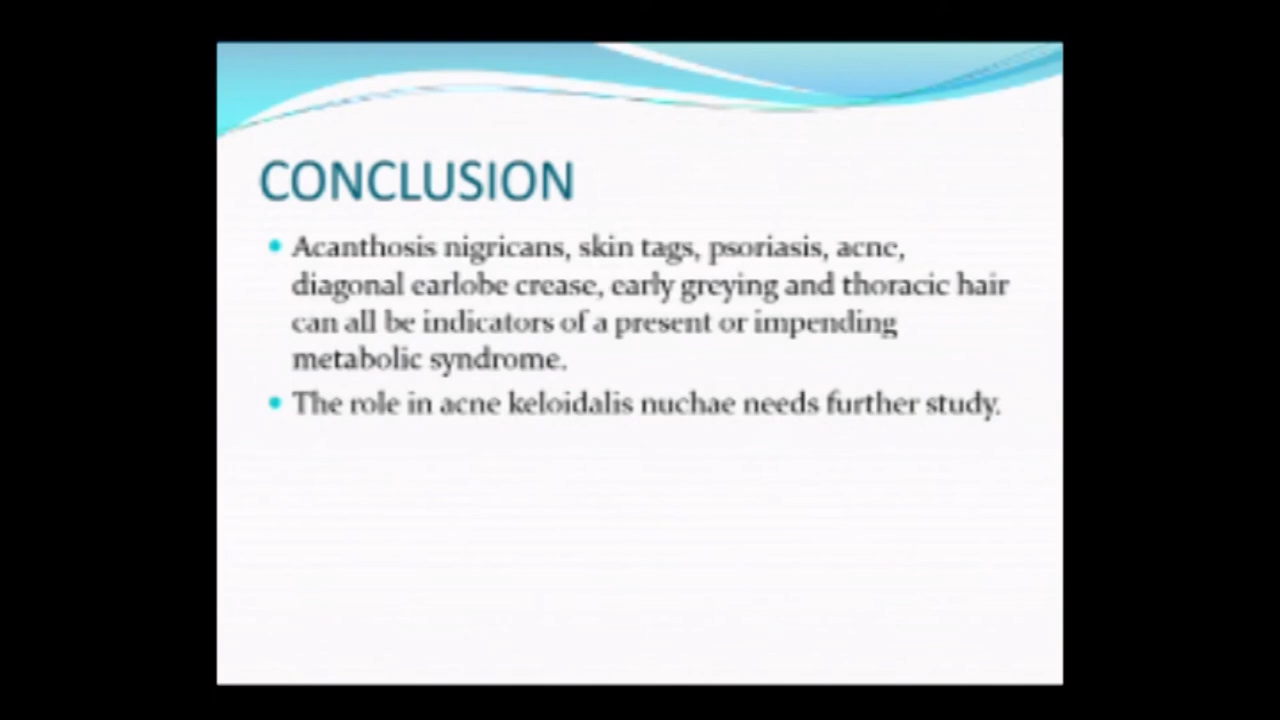 CONCLUSION
Acanthosis nigricans, skin tags, psoriasis, acne,
diagonal earlobe crease, early greying and thoracic hair
can all be indicators of a present or impending
metabolic syndrome.
The role in acne keloidalis nuchae needs further study.